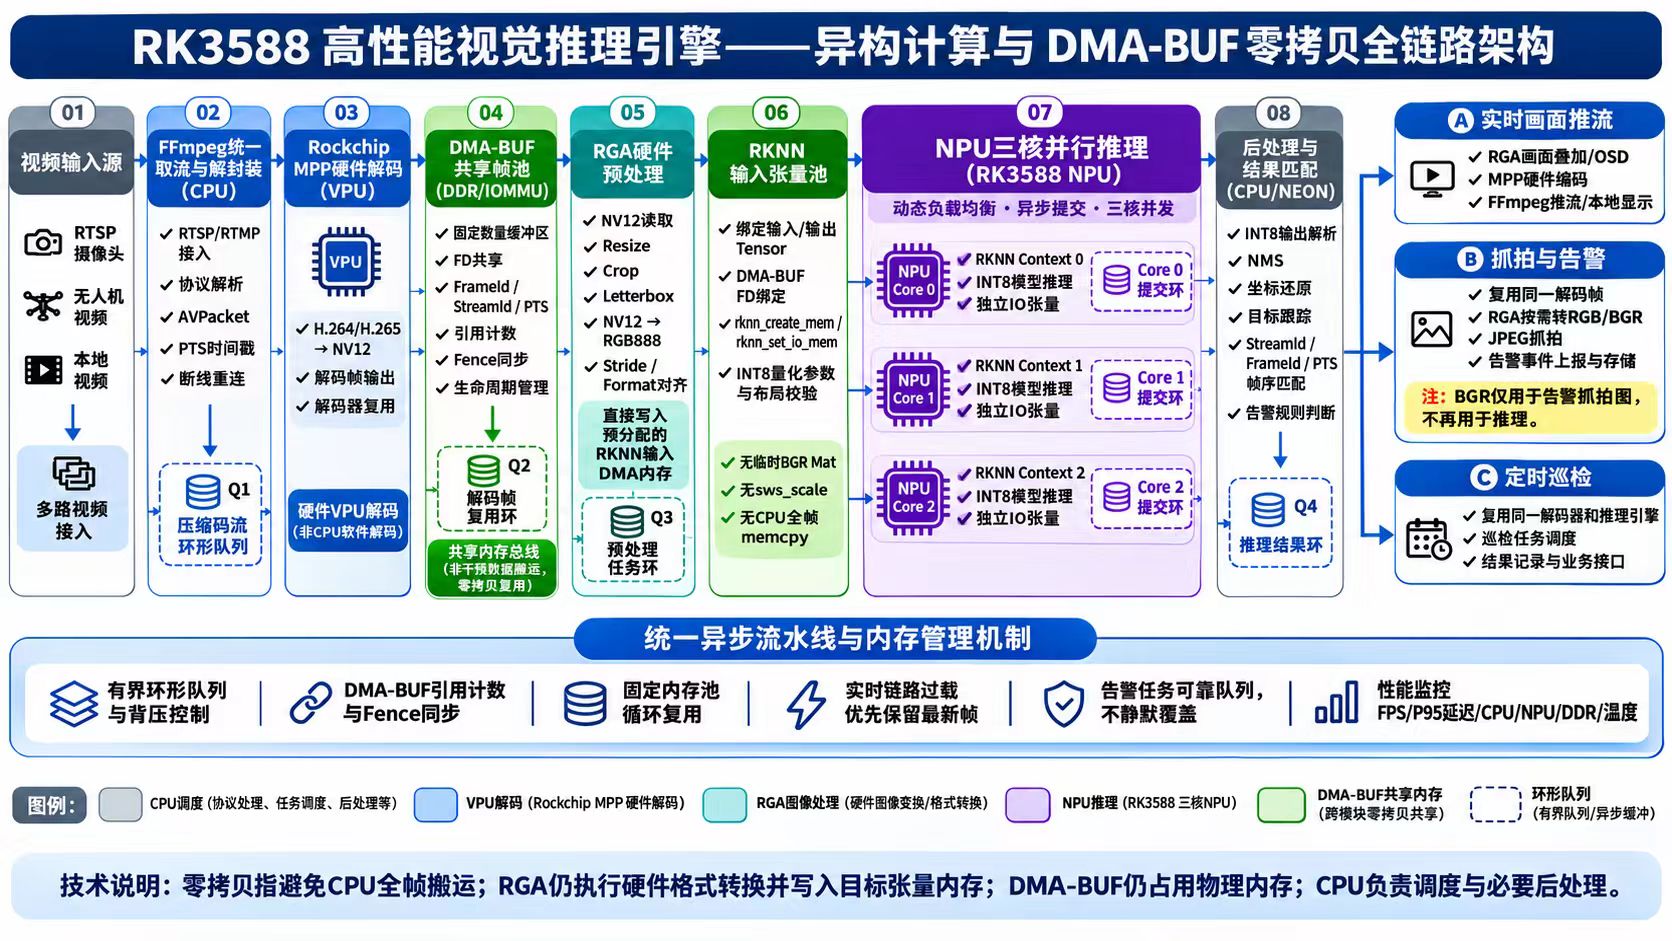 RK3588 高性能视觉推理引擎——异构计算与 DMA-BUF 零拷贝全链路架构
01
视频输入源
RTSP
摄像头
无人机
视频
本地
视频
多路视频
接入
02
FFmpeg统一
取流与解封装
(CPU)
✓ RTSP/RTMP
接入
✓ 协议解析
✓ AVPacket
✓ PTS时间戳
✓ 断线重连
Q1
压缩码流
环形队列
03
Rockchip
MPP硬件解码
(VPU)
VPU
✓ H.264/H.265
→ NV12
✓ 解码帧输出
✓ 解码器复用
硬件VPU解码
(非CPU软件解码)
04
DMA-BUF
共享帧池
(DDR/IOMMU)
✓ 固定数量缓冲区
✓ FD共享
✓ FrameId /
StreamId / PTS
✓ 引用计数
✓ Fence同步
✓ 生命周期管理
Q2
解码帧
复用环
共享内存总线
(非干预数据搬运,
零拷贝复用)
05
RGA硬件
预处理
✓ NV12读取
✓ Resize
✓ Crop
✓ Letterbox
✓ NV12 →
RGB888
✓ Stride /
Format对齐
直接写入
预分配的
RKNN输入
DMA内存
Q3
预处理
任务环
06
RKNN
输入张量池
✓ 绑定输入/输出
Tensor
✓ DMA-BUF
FD绑定
✓ rknn_create_mem /
rknn_set_io_mem
✓ INT8量化参数
与布局校验
✓ 无临时BGR Mat
✓ 无sws_scale
✓ 无CPU全帧
memcpy
07
NPU三核并行推理
(RK3588 NPU)
动态负载均衡 · 异步提交 · 三核并发
NPU
Core 0
✓ RKNN Context 0
✓ INT8模型推理
✓ 独立IO张量
Core 0
提交环
NPU
Core 1
✓ RKNN Context 1
✓ INT8模型推理
✓ 独立IO张量
Core 1
提交环
NPU
Core 2
✓ RKNN Context 2
✓ INT8模型推理
✓ 独立IO张量
Core 2
提交环
08
后处理与
结果匹配
(CPU/NEON)
✓ INT8输出解析
✓ NMS
✓ 坐标还原
✓ 目标跟踪
✓ StreamId /
FrameId / PTS
帧序匹配
✓ 告警规则判断
Q4
推理结果环
A 实时画面推流
✓ RGA画面叠加/OSD
✓ MPP硬件编码
✓ FFmpeg推流/本地显示
B 抓拍与告警
✓ 复用同一解码帧
✓ RGA按需转RGB/BGR
✓ JPEG抓拍
✓ 告警事件上报与存储
注：BGR仅用于告警抓拍图，
不再用于推理。
C 定时巡检
✓ 复用同一解码器和推理引擎
✓ 巡检任务调度
✓ 结果记录与业务接口
统一异步流水线与内存管理机制
有界环形队列
与背压控制
DMA-BUF引用计数
与Fence同步
固定内存池
循环复用
实时链路过载
优先保留最新帧
告警任务可靠队列，
不静默覆盖
性能监控
FPS/P95延迟/CPU/NPU/DDR/温度
图例：
CPU调度 (协议处理、任务调度、后处理等)
VPU解码 (Rockchip MPP 硬件解码)
RGA图像处理 (硬件图像变换/格式转换)
NPU推理 (RK3588 三核NPU)
DMA-BUF共享内存
(跨模块零拷贝共享)
环形队列
(有界队列/异步缓冲)
技术说明：零拷贝指避免CPU全帧搬运；RGA仍执行硬件格式转换并写入目标张量内存；DMA-BUF仍占用物理内存；CPU负责调度与必要后处理。